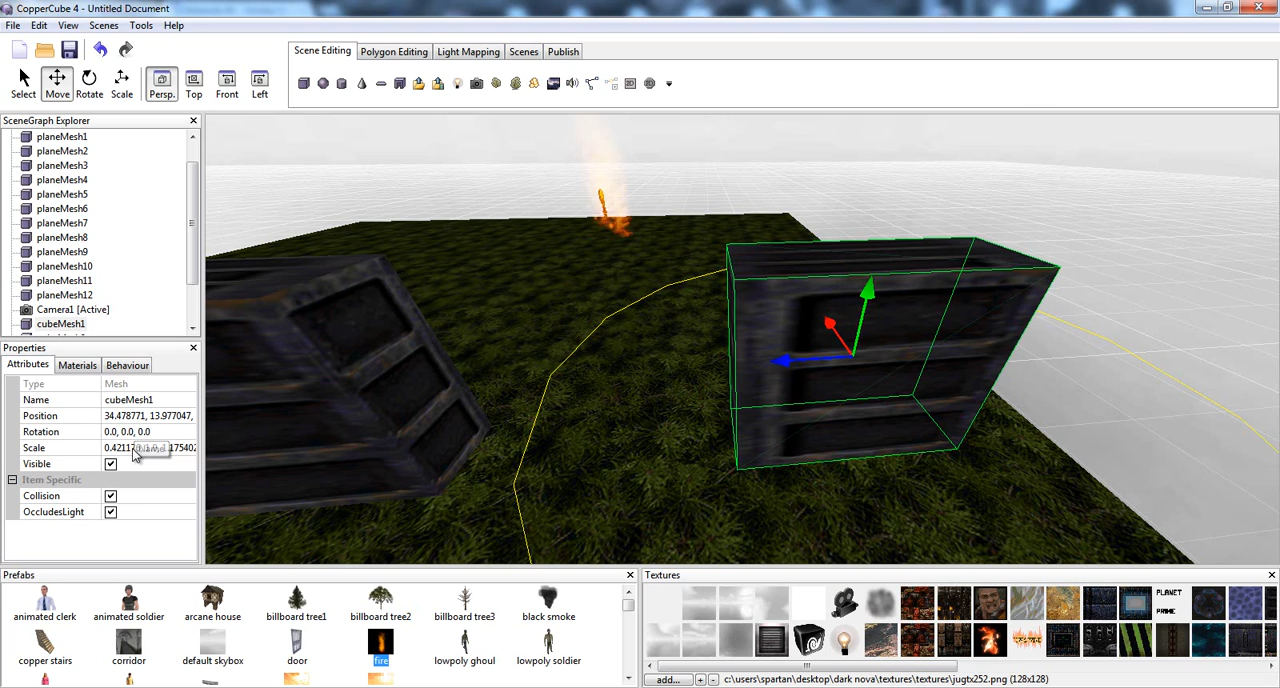 CopperCube 4 - Untitled Document
File Edit View Scenes Tools Help
Scene Editing Polygon Editing Light Mapping Scenes Publish
Select Move Rotate Scale Persp. Top Front Left
SceneGraph Explorer
planeMesh1
planeMesh2
planeMesh3
planeMesh4
planeMesh5
planeMesh6
planeMesh7
planeMesh8
planeMesh9
planeMesh10
planeMesh11
planeMesh12
Camera1 [Active]
cubeMesh1
Properties
Attributes Materials Behaviour
Type Mesh
Name cubeMesh1
Position 34.478771, 13.977047,
Rotation 0.0, 0.0, 0.0
Scale
Visible
Item Specific
Collision
OccludesLight
Prefabs
animated clerk animated soldier arcane house billboard tree1 billboard tree2 billboard tree3 black smoke
copper stairs corridor default skybox door fire lowpoly ghoul lowpoly soldier
Textures
PLANET
PRIME
add... + - c:\users\spartan\desktop\dark nova\textures\textures\jugtx252.png (128x128)